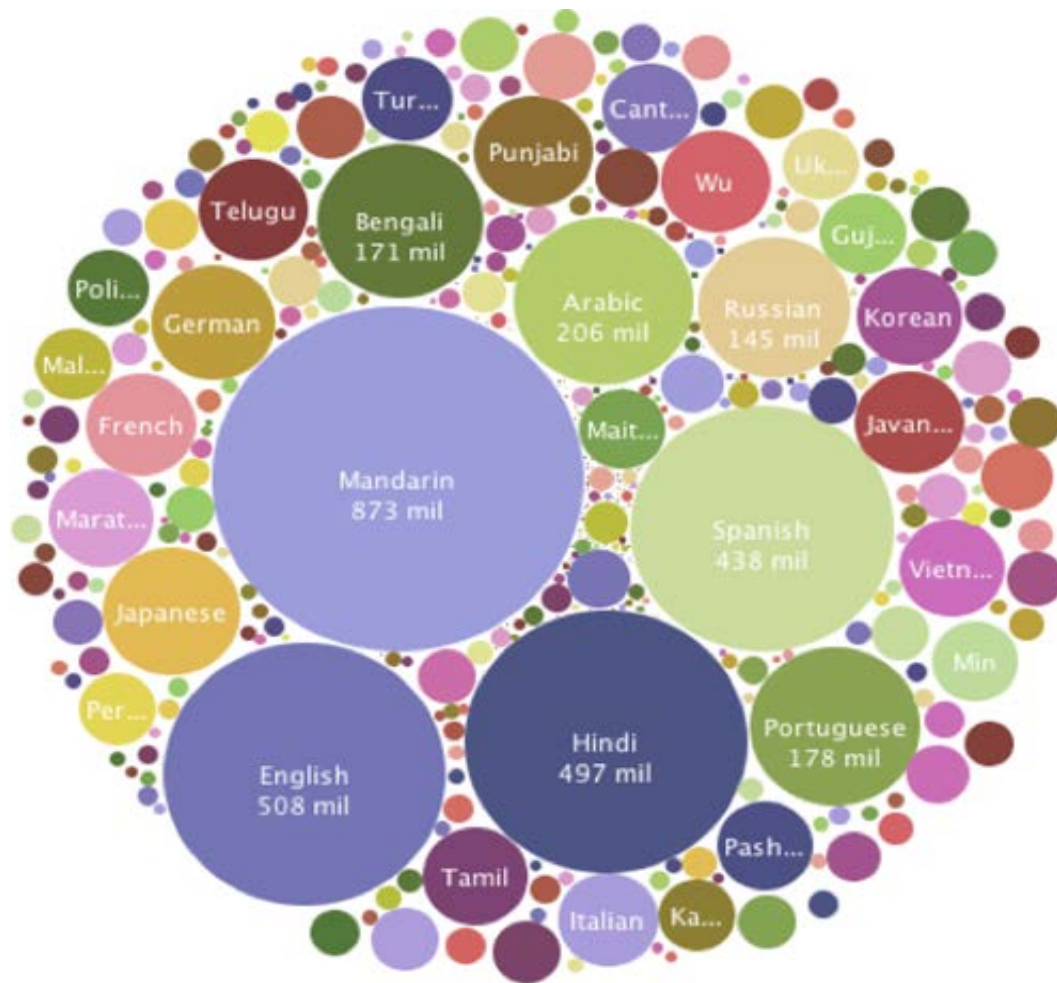 Tur...
Cant...
Punjabi
Uk...
Wu
Telugu
Bengali
171 mil
Guj...
Poli...
Arabic
206 mil
Russian
145 mil
Korean
German
Mal...
French
Javan...
Mait...
Mandarin
873 mil
Marat...
Spanish
438 mil
Vietn...
Japanese
Min
Per...
Portuguese
178 mil
Hindi
497 mil
English
508 mil
Pash...
Tamil
Italian
Ka...